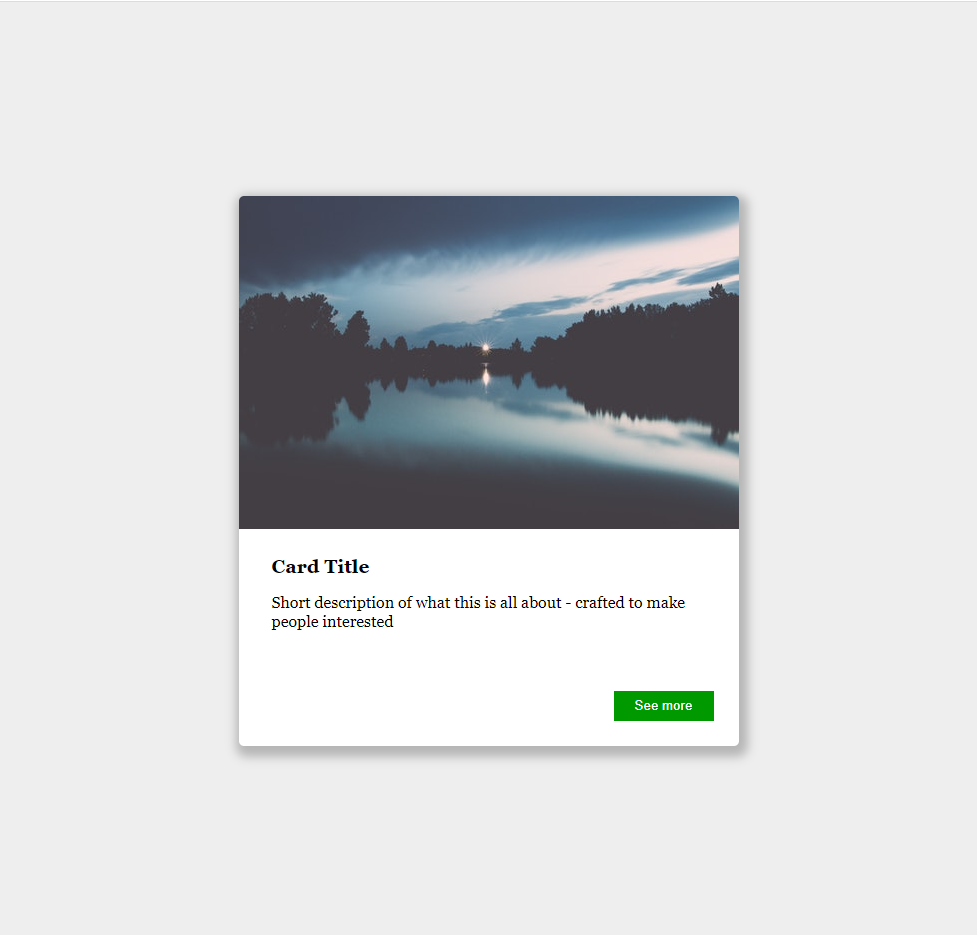 Card Title
Short description of what this is all about - crafted to make
people interested
See more